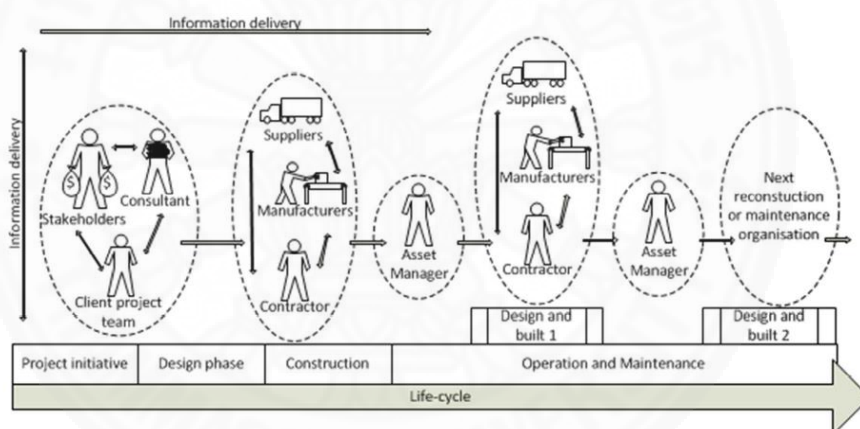 Information delivery
Information delivery
Stakeholders
Consultant
Client project
team
Suppliers
Manufacturers
Contractor
Asset
Manager
Suppliers
Manufacturers
Contractor
Asset
Manager
Next
reconstuction
or maintenance
organisation
Design and
built 1
Design and
built 2
Project initiative
Design phase
Construction
Operation and Maintenance
Life-cycle